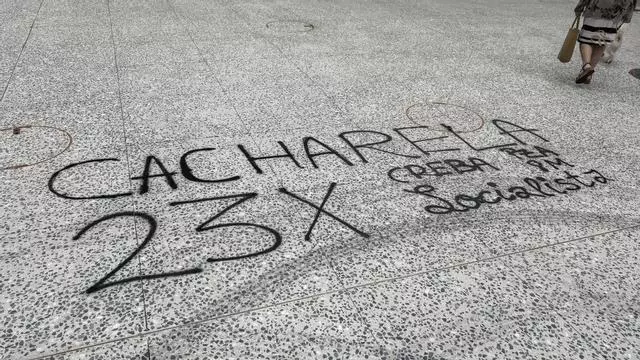 CACHARELA
23X
CREBA
Socialista